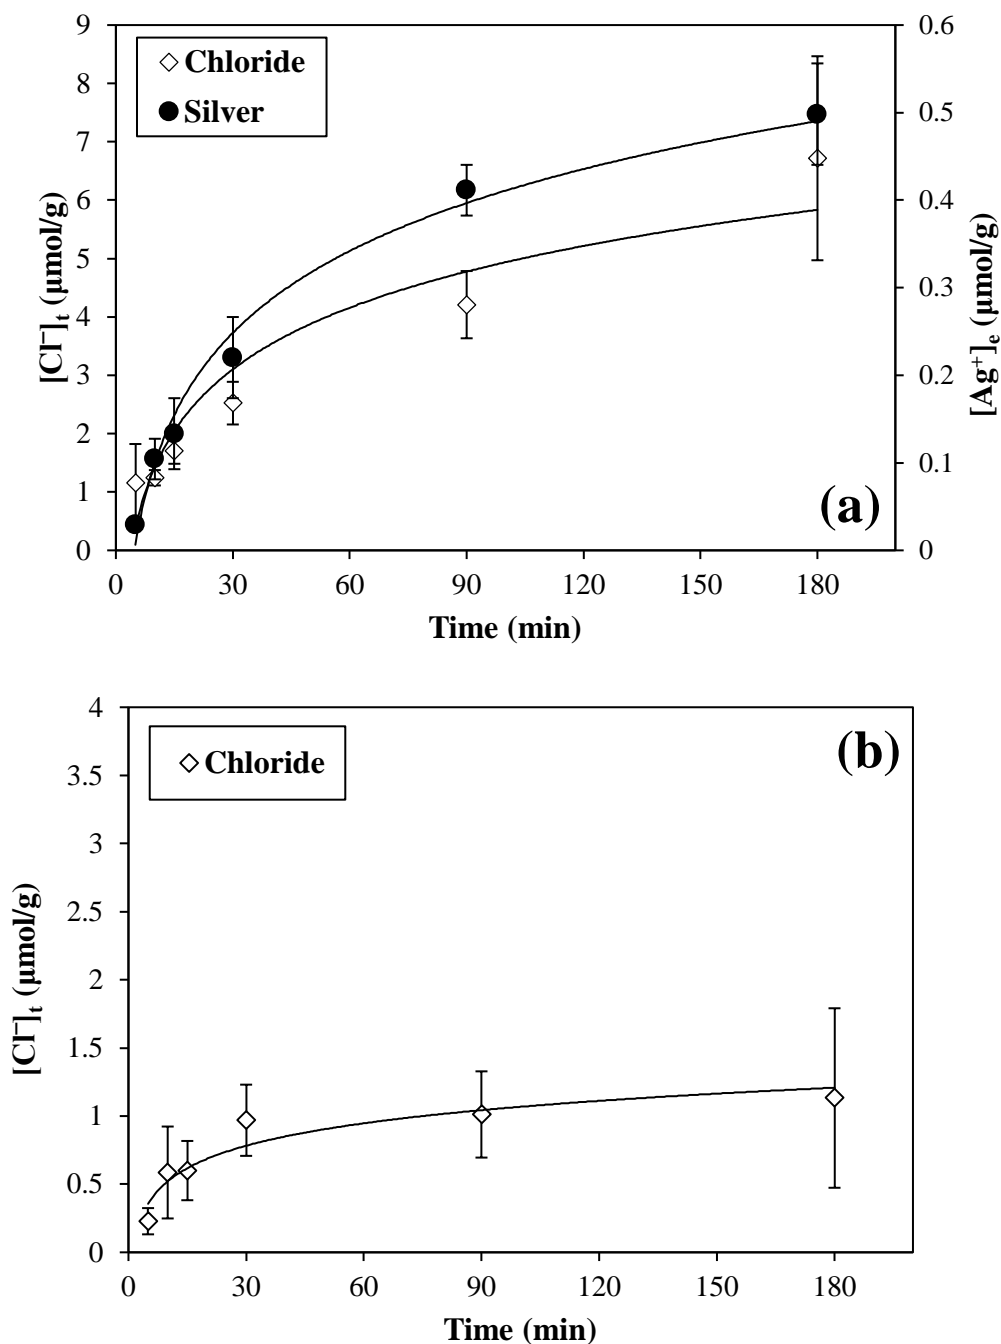 9
8
7
6
5
4
3
2
1
0
[Cl⁻]t (µmol/g)
Chloride
Silver
0.6
0.5
0.4
0.3
0.2
0.1
0
[Ag⁺]e (µmol/g)
(a)
0 30 60 90 120 150 180
Time (min)
4
3.5
3
2.5
2
1.5
1
0.5
0
[Cl⁻]t (µmol/g)
Chloride
(b)
0 30 60 90 120 150 180
Time (min)